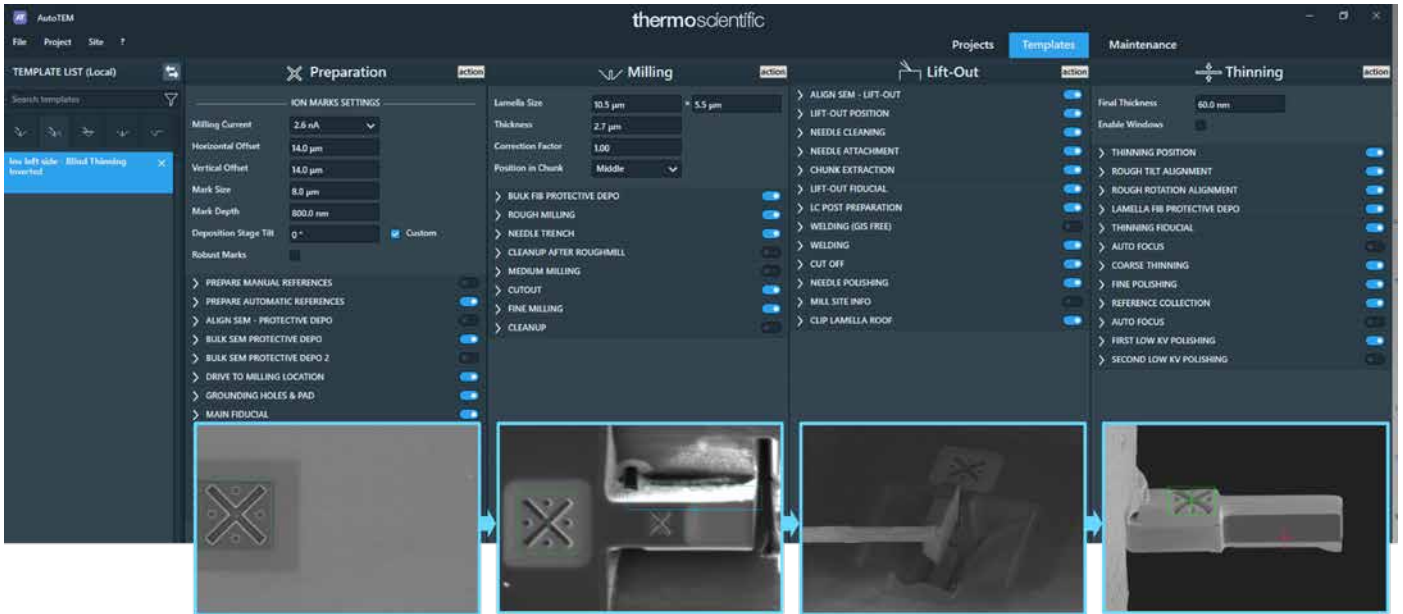 AutoTEM
thermoscientific
File Project Site ?
Projects Templates Maintenance
TEMPLATE LIST (Local)
Search templates
Inv left side - Blind Thinning
Inverted
Preparation
action
ION MARKS SETTINGS
Milling Current 2.6 nA
Horizontal Offset 14.0 µm
Vertical Offset 14.0 µm
Mark Size 8.0 µm
Mark Depth 800.0 nm
Deposition Stage Tilt 0 ° Custom
Robust Marks
PREPARE MANUAL REFERENCES
PREPARE AUTOMATIC REFERENCES
ALIGN SEM - PROTECTIVE DEPO
BULK SEM PROTECTIVE DEPO
BULK SEM PROTECTIVE DEPO 2
DRIVE TO MILLING LOCATION
GROUNDING HOLES & PAD
MAIN FIDUCIAL
Milling
action
Lamella Size 10.5 µm × 5.5 µm
Thickness 2.7 µm
Correction Factor 1.00
Position in Chunk Middle
BULK FIB PROTECTIVE DEPO
ROUGH MILLING
NEEDLE TRENCH
CLEANUP AFTER ROUGHMILL
MEDIUM MILLING
CUTOUT
FINE MILLING
CLEANUP
Lift-Out
action
ALIGN SEM - LIFT-OUT
LIFT-OUT POSITION
NEEDLE CLEANING
NEEDLE ATTACHMENT
CHUNK EXTRACTION
LIFT-OUT FIDUCIAL
LC POST PREPARATION
WELDING (GIS FREE)
WELDING
CUT OFF
NEEDLE POLISHING
MILL SITE INFO
CLIP LAMELLA ROOF
Thinning
action
Final Thickness 60.0 nm
Enable Windows
THINNING POSITION
ROUGH TILT ALIGNMENT
ROUGH ROTATION ALIGNMENT
LAMELLA FIB PROTECTIVE DEPO
THINNING FIDUCIAL
AUTO FOCUS
COARSE THINNING
FINE POLISHING
REFERENCE COLLECTION
AUTO FOCUS
FIRST LOW KV POLISHING
SECOND LOW KV POLISHING